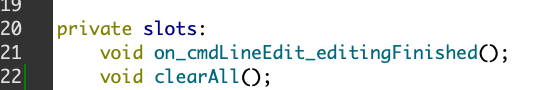 19
20 private slots:
21 void on_cmdLineEdit_editingFinished();
22 void clearAll();